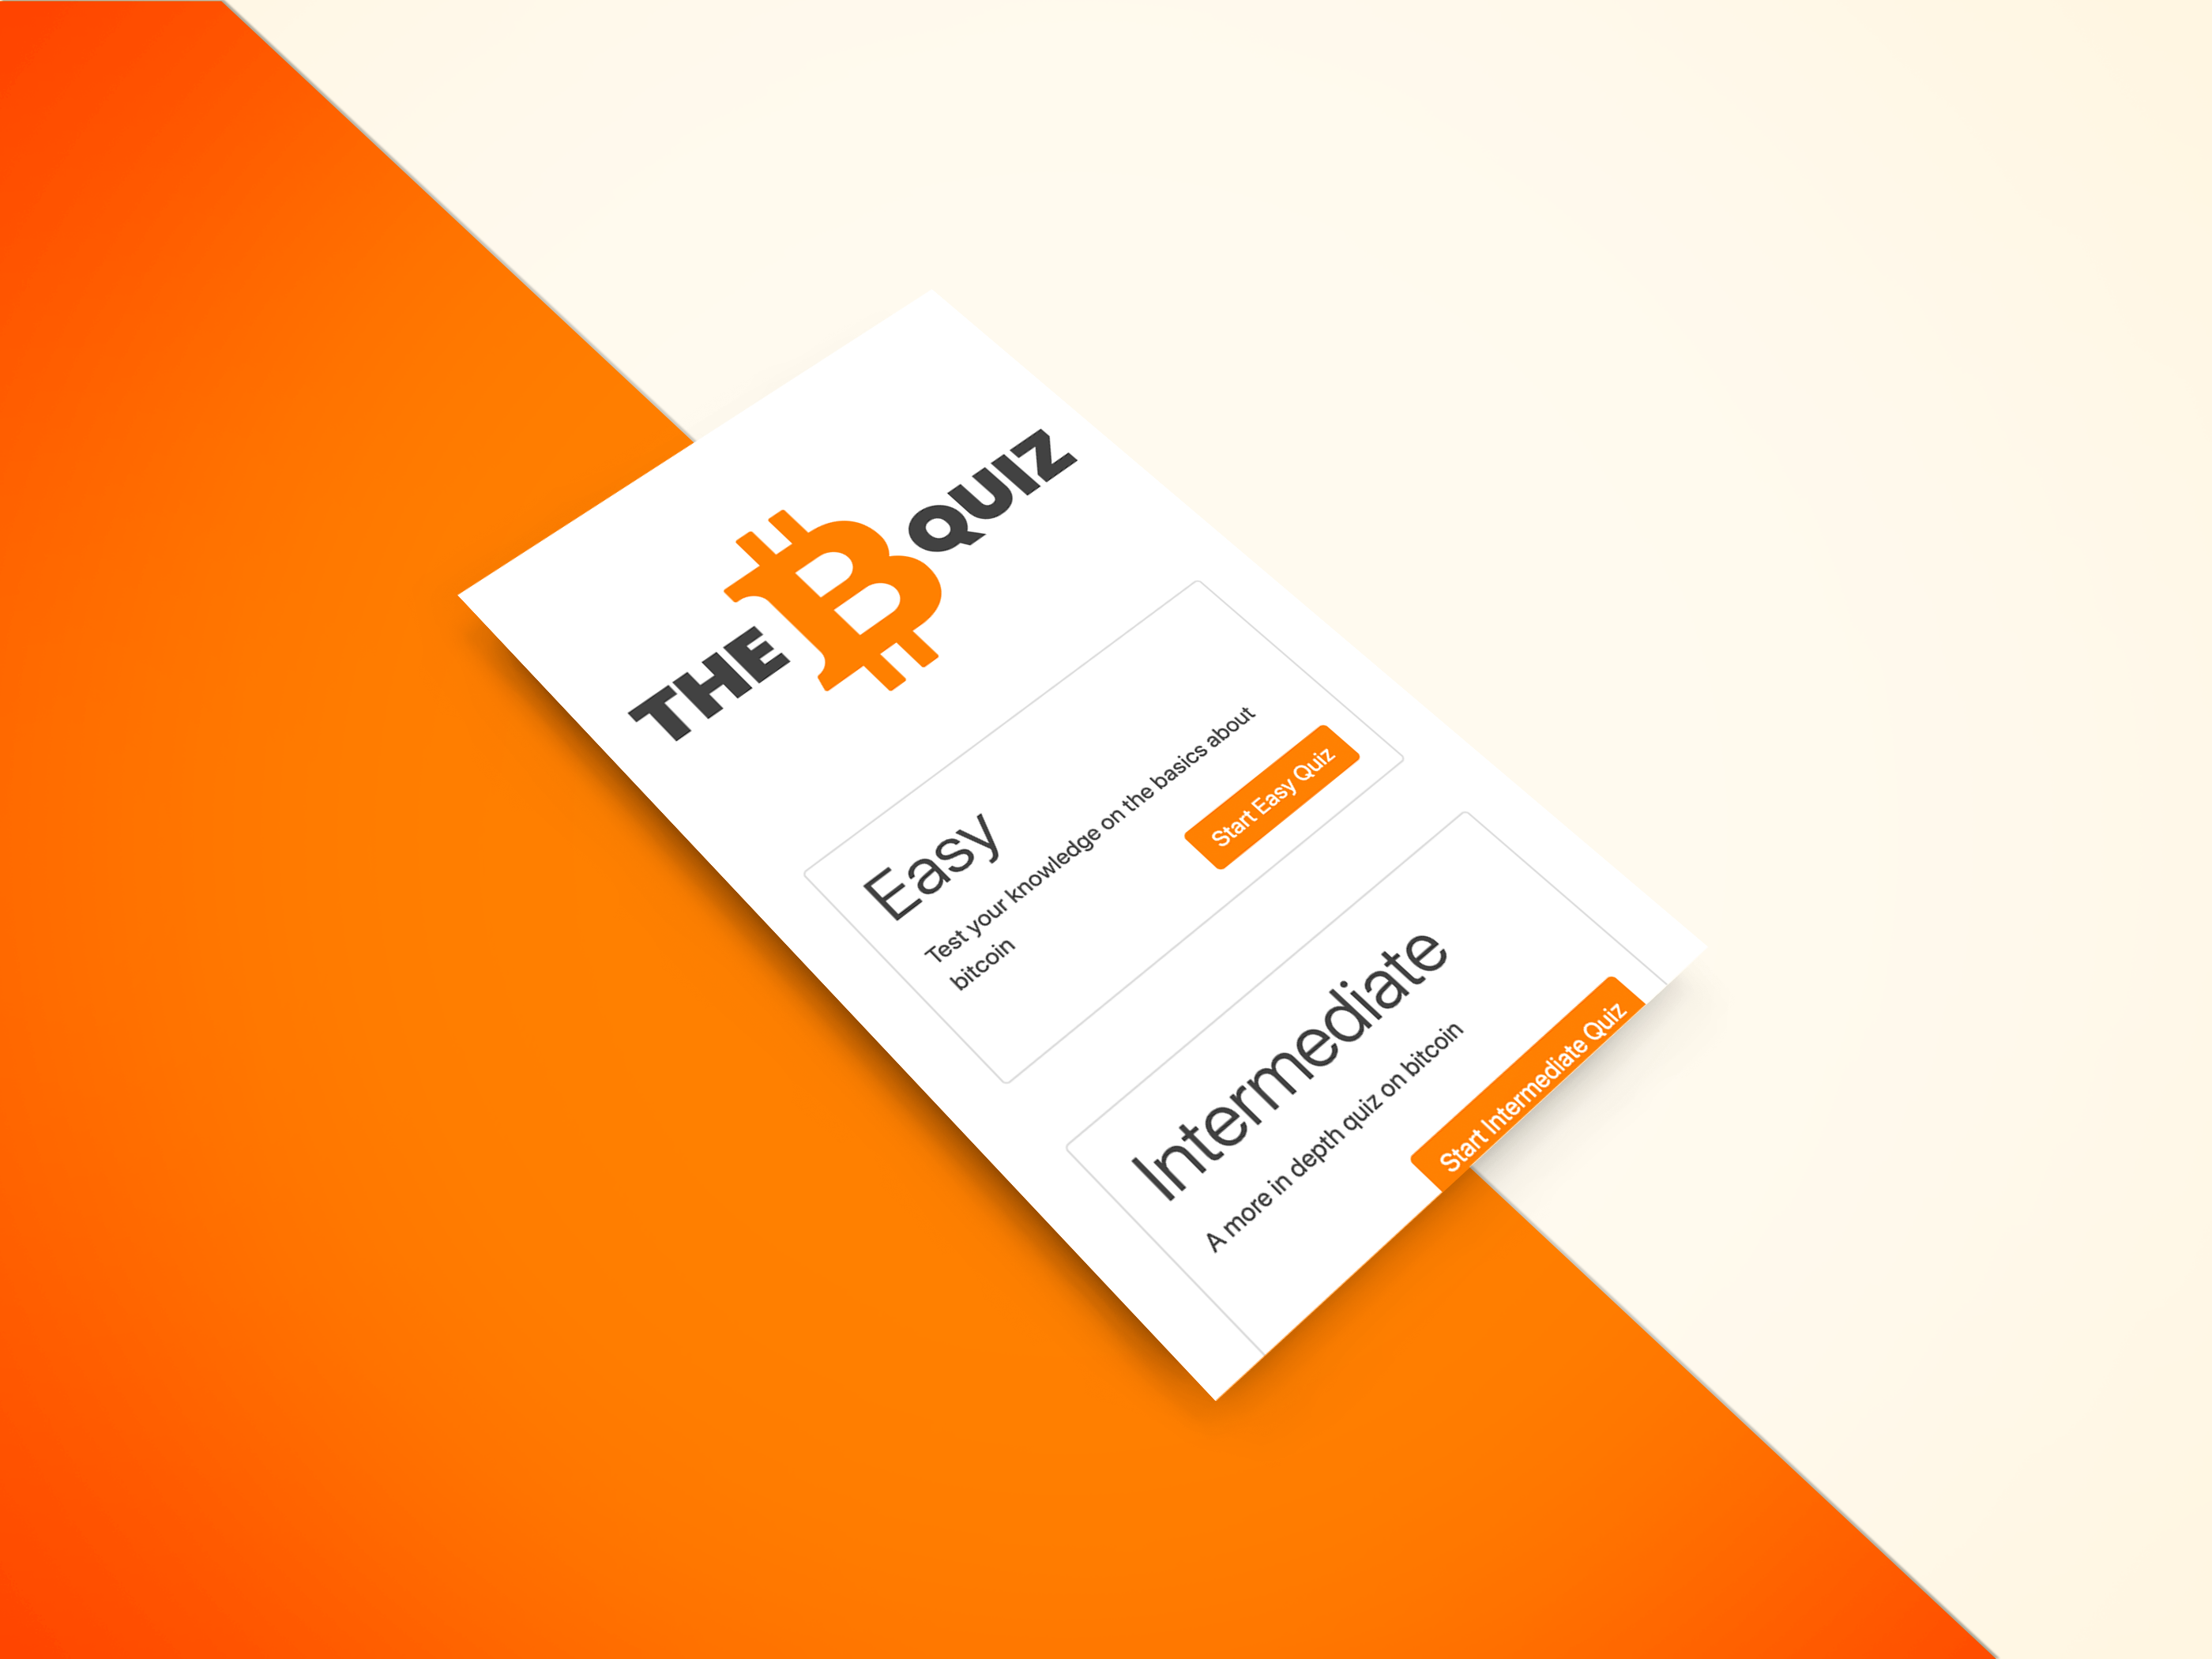 THE ₿ QUIZ
Easy
Test your knowledge on the basics about
bitcoin
Start Easy Quiz
Intermediate
A more in depth quiz on bitcoin
Start Intermediate Quiz